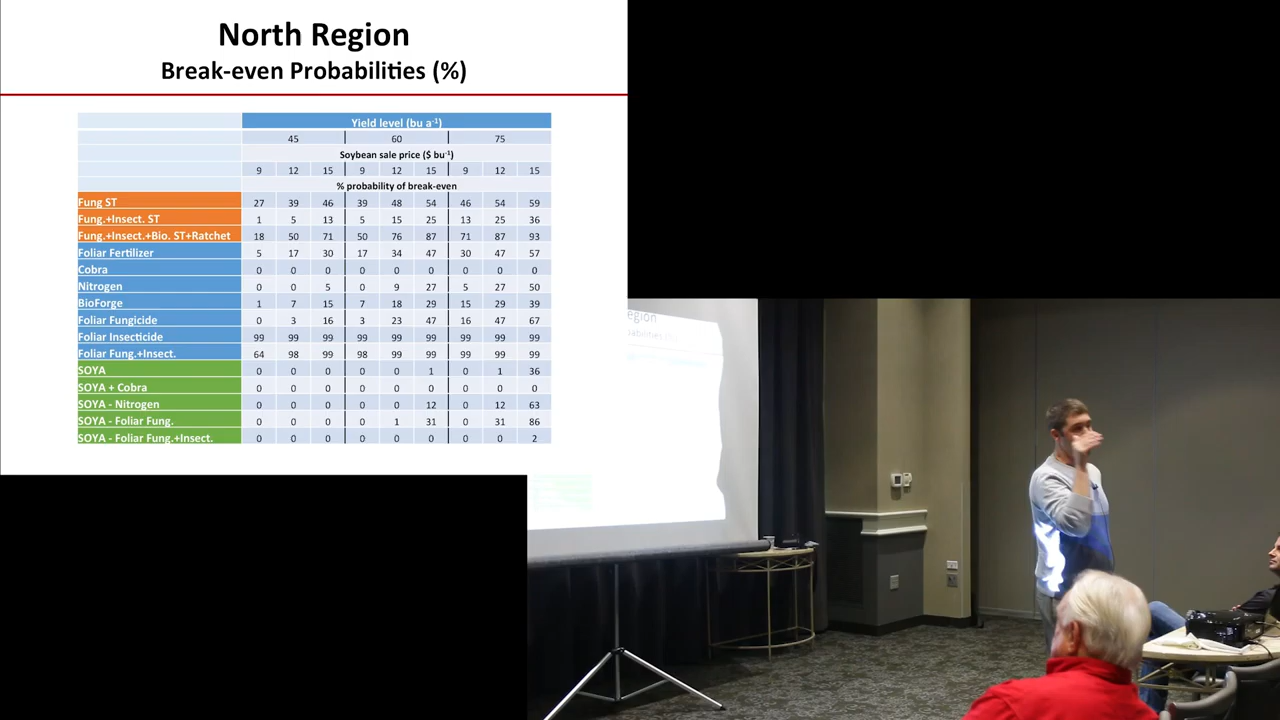 North Region
Break-even Probabilities (%)
Yield level (bu a-1)
45 60 75
Soybean sale price ($ bu-1)
9 12 15 9 12 15 9 12 15
% probability of break-even
Fung ST 27 39 46 39 48 54 46 54 59
Fung.+Insect. ST 1 5 13 5 15 25 13 25 36
Fung.+Insect.+Bio. ST+Ratchet 18 50 71 50 76 87 71 87 93
Foliar Fertilizer 5 17 30 17 34 47 30 47 57
Cobra 0 0 0 0 0 0 0 0 0
Nitrogen 0 0 5 0 9 27 5 27 50
BioForge 1 7 15 7 18 29 15 29 39
Foliar Fungicide 0 3 16 3 23 47 16 47 67
Foliar Insecticide 99 99 99 99 99 99 99 99 99
Foliar Fung.+Insect. 64 98 99 98 99 99 99 99 99
SOYA 0 0 0 0 0 1 0 1 36
SOYA + Cobra 0 0 0 0 0 0 0 0 0
SOYA - Nitrogen 0 0 0 0 0 12 0 12 63
SOYA - Foliar Fung. 0 0 0 0 1 31 0 31 86
SOYA - Foliar Fung.+Insect. 0 0 0 0 0 0 0 0 2